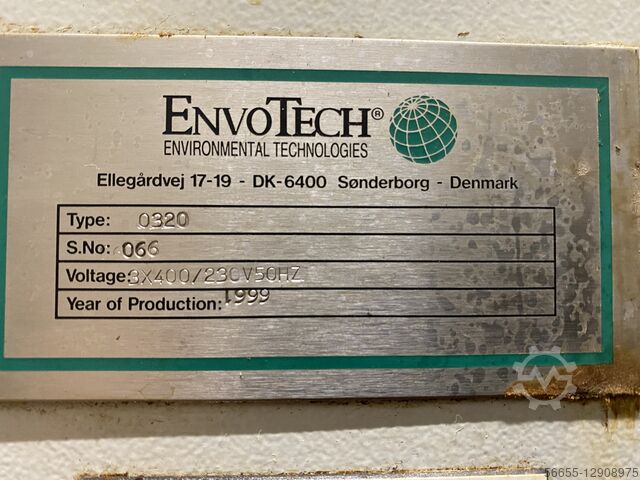 ENVOTECH®
ENVIRONMENTAL TECHNOLOGIES
Ellegårdvej 17-19 - DK-6400 Sønderborg - Denmark
Type: 0320
S.No: 066
Voltage: 3X400/230V50HZ
Year of Production: 1999
56655-12908975